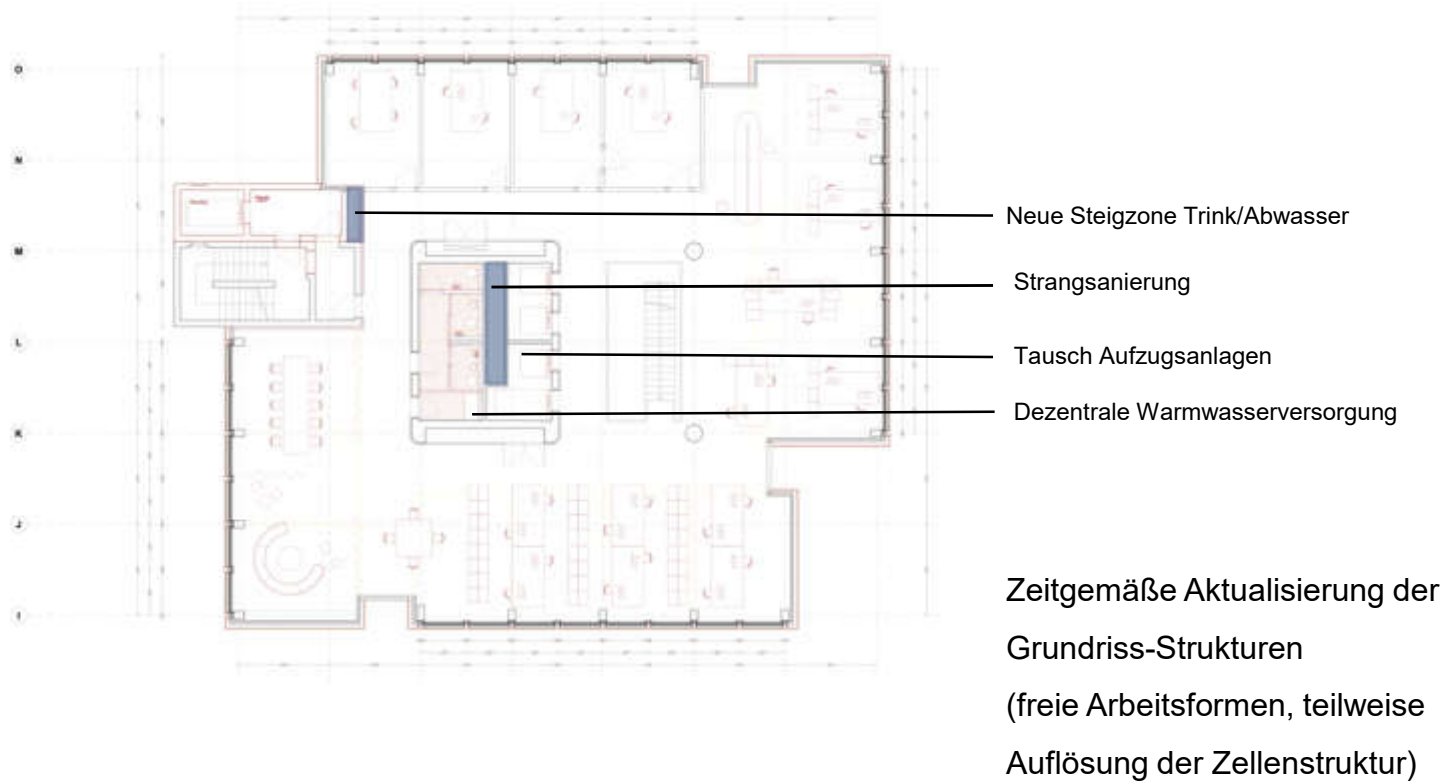 O
N
Neue Steigzone Trink/Abwasser
M
Strangsanierung
L
Tausch Aufzugsanlagen
K
Dezentrale Warmwasserversorgung
J
Zeitgemäße Aktualisierung der
I
Grundriss-Strukturen
(freie Arbeitsformen, teilweise
Auflösung der Zellenstruktur)